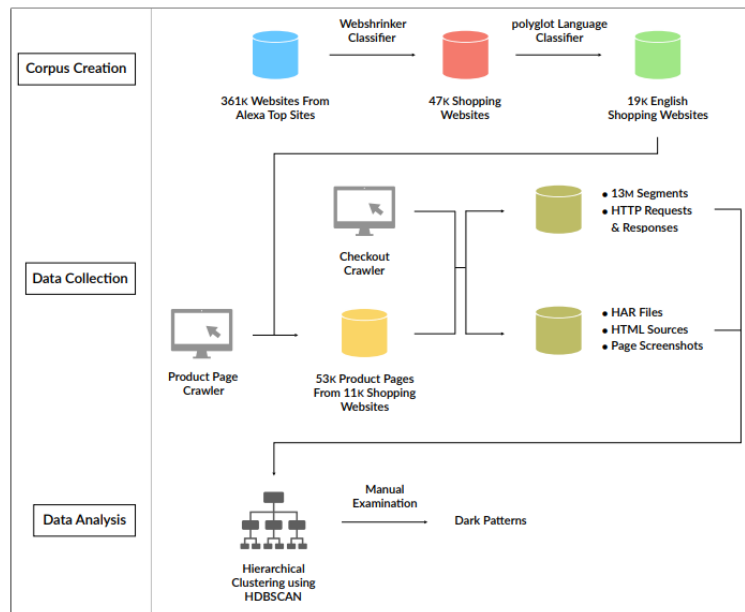 Corpus Creation
Webshrinker
Classifier
polyglot Language
Classifier
361K Websites From
Alexa Top Sites
47K Shopping
Websites
19K English
Shopping Websites
Data Collection
Checkout
Crawler
• 13M Segments
• HTTP Requests
& Responses
Product Page
Crawler
53K Product Pages
From 11K Shopping
Websites
• HAR Files
• HTML Sources
• Page Screenshots
Data Analysis
Hierarchical
Clustering using
HDBSCAN
Manual
Examination
Dark Patterns